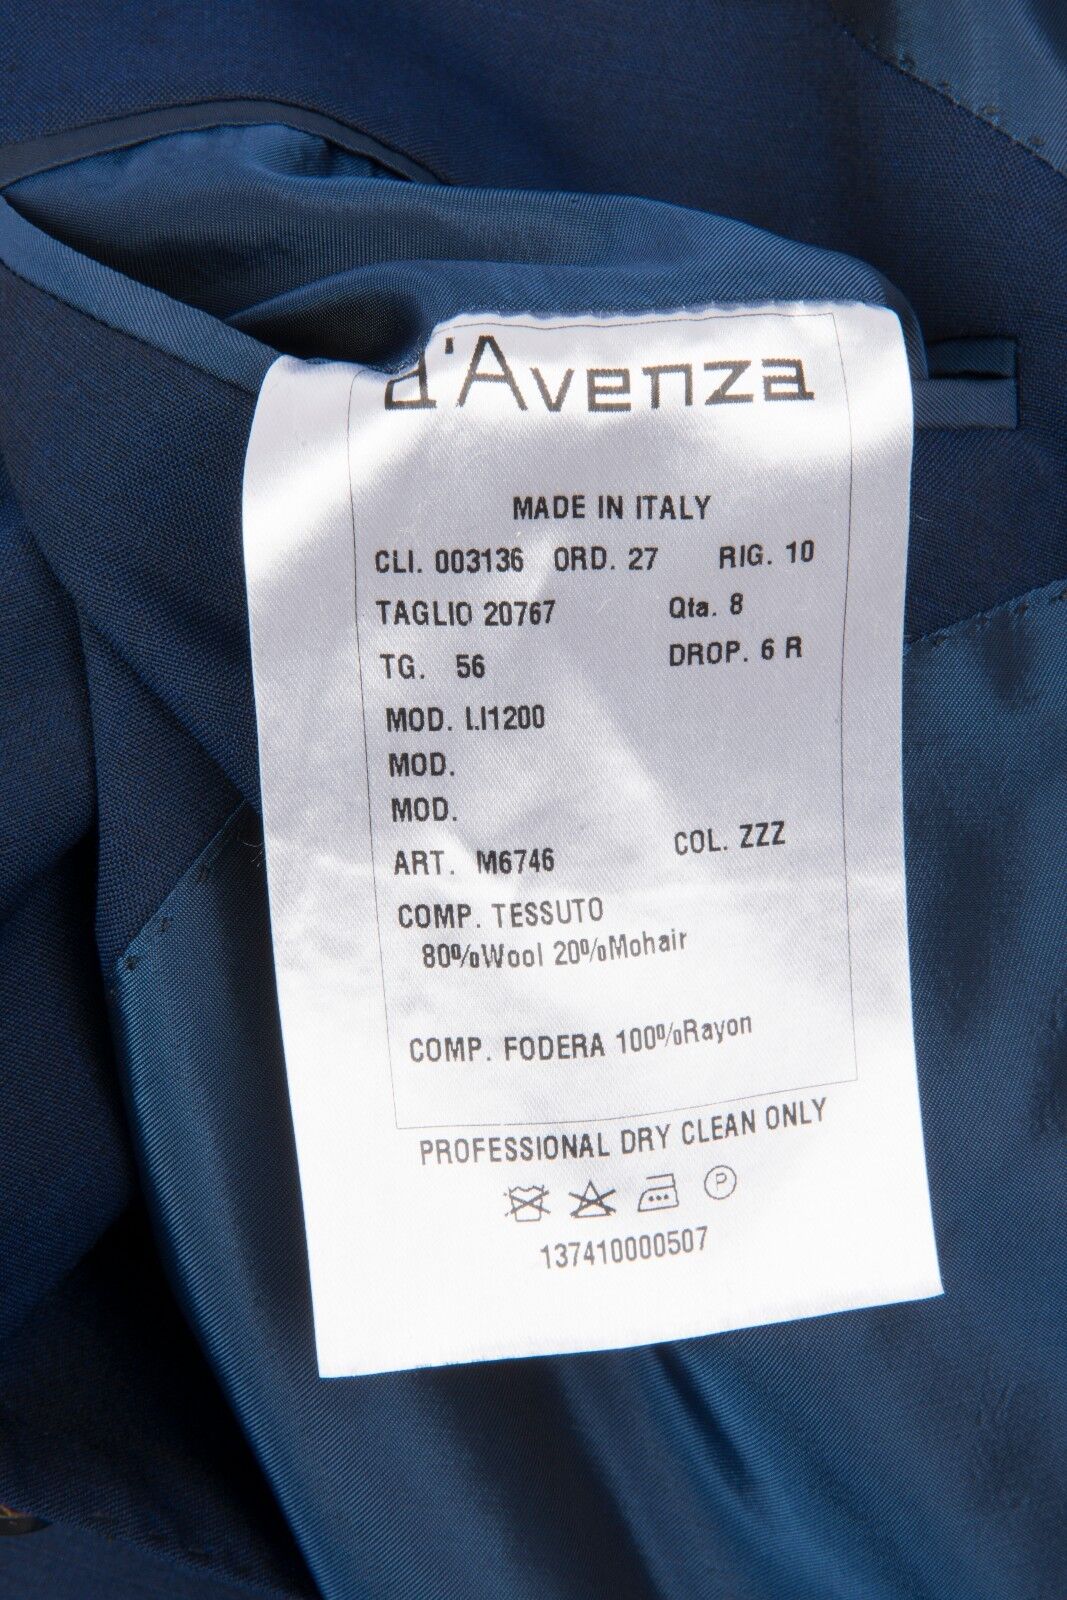 d'Avenza
MADE IN ITALY
CLI. 003136 ORD. 27 RIG. 10
TAGLIO 20767 Qta. 8
TG. 56 DROP. 6 R
MOD. LI1200
MOD.
MOD.
ART. M6746 COL. ZZZ
COMP. TESSUTO
80%Wool 20%Mohair
COMP. FODERA 100%Rayon
PROFESSIONAL DRY CLEAN ONLY
P
137410000507